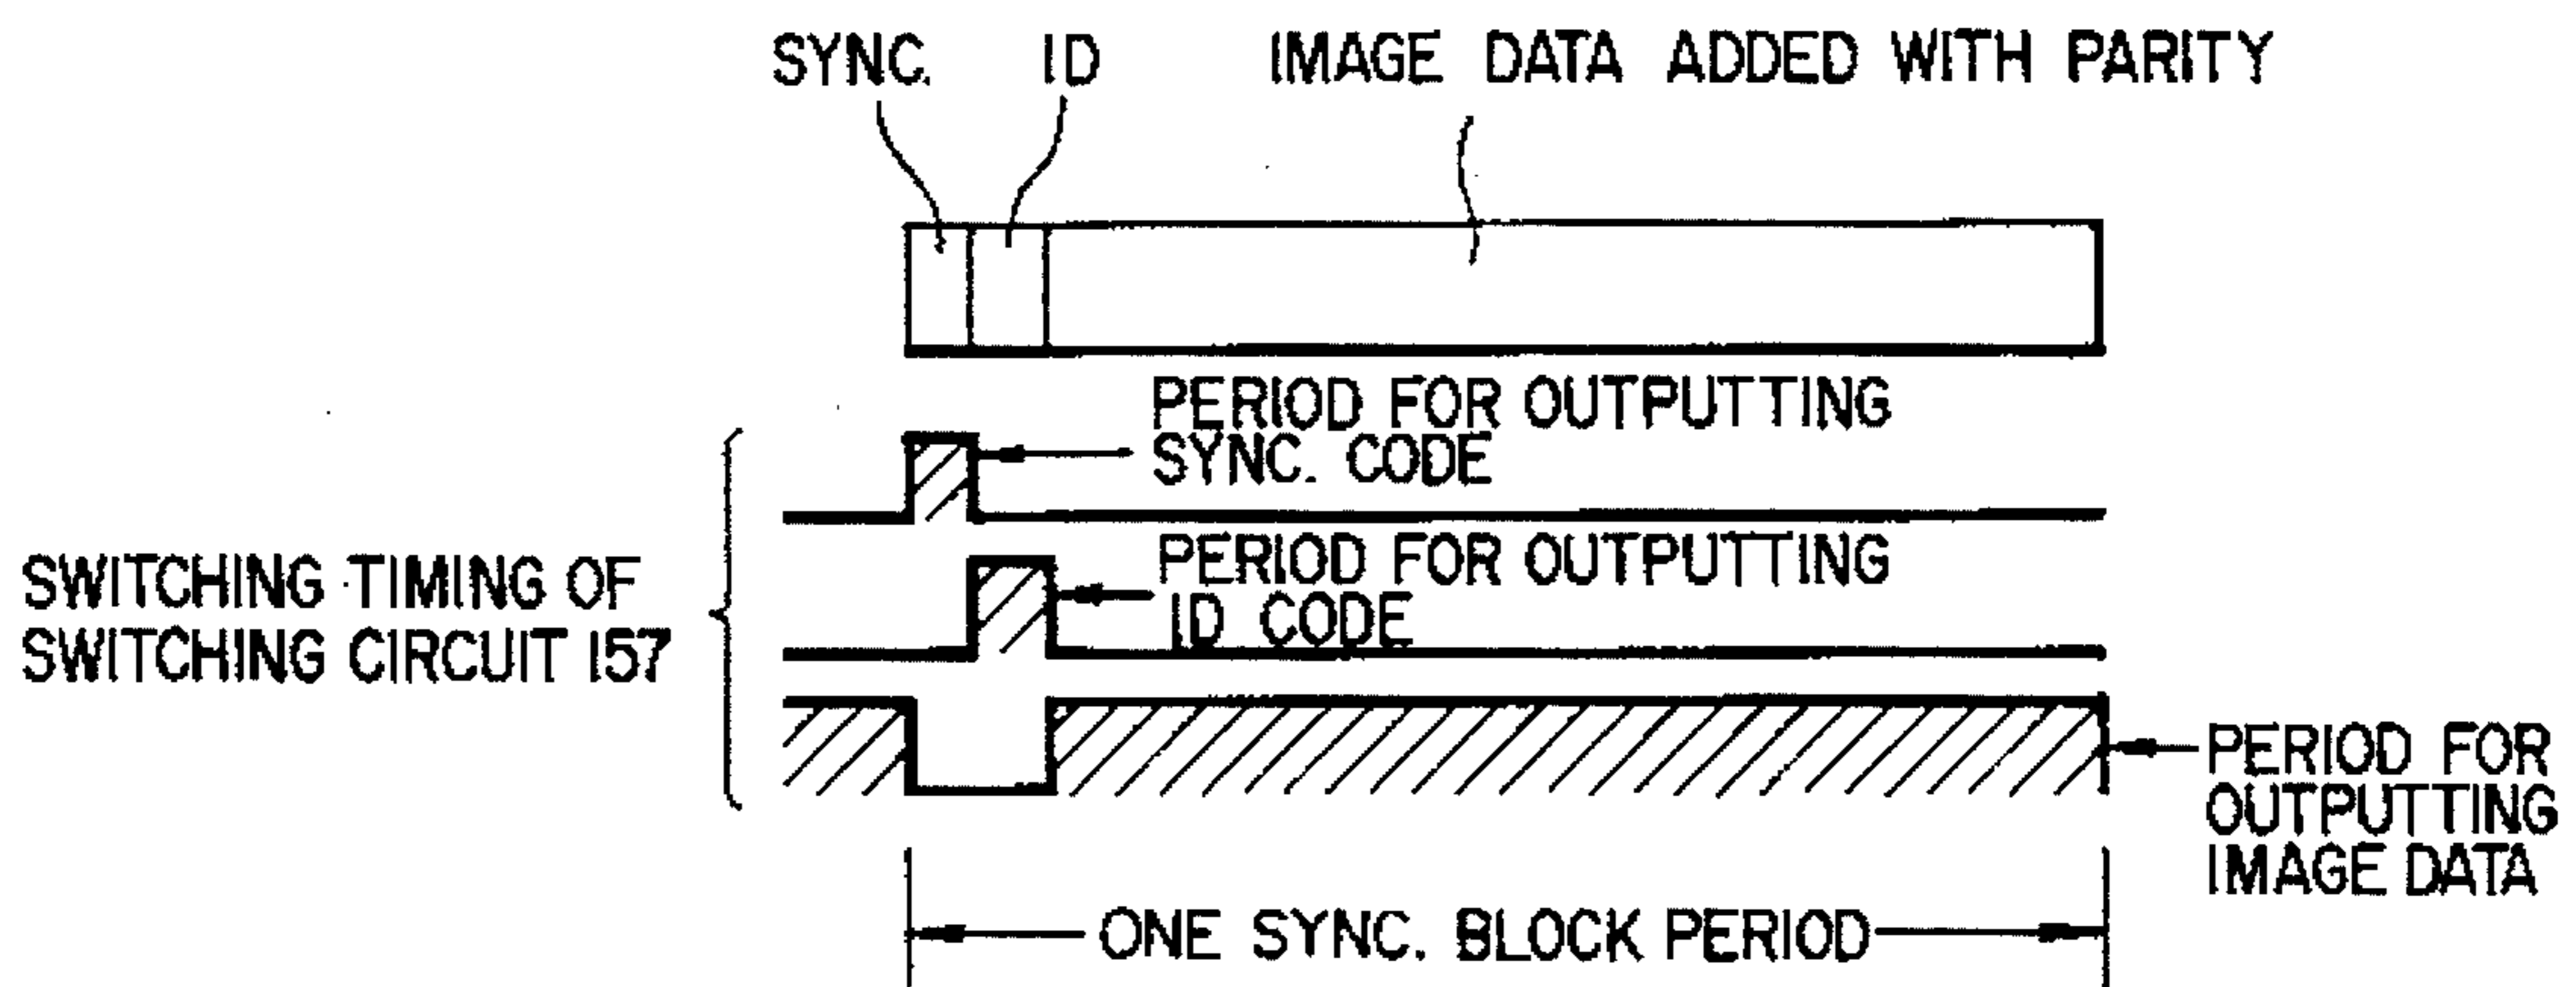 SYNC. ID IMAGE DATA ADDED WITH PARITY
PERIOD FOR OUTPUTTING
SYNC. CODE
PERIOD FOR OUTPUTTING
ID CODE
SWITCHING TIMING OF
SWITCHING CIRCUIT 157
PERIOD FOR
OUTPUTTING
IMAGE DATA
ONE SYNC. BLOCK PERIOD